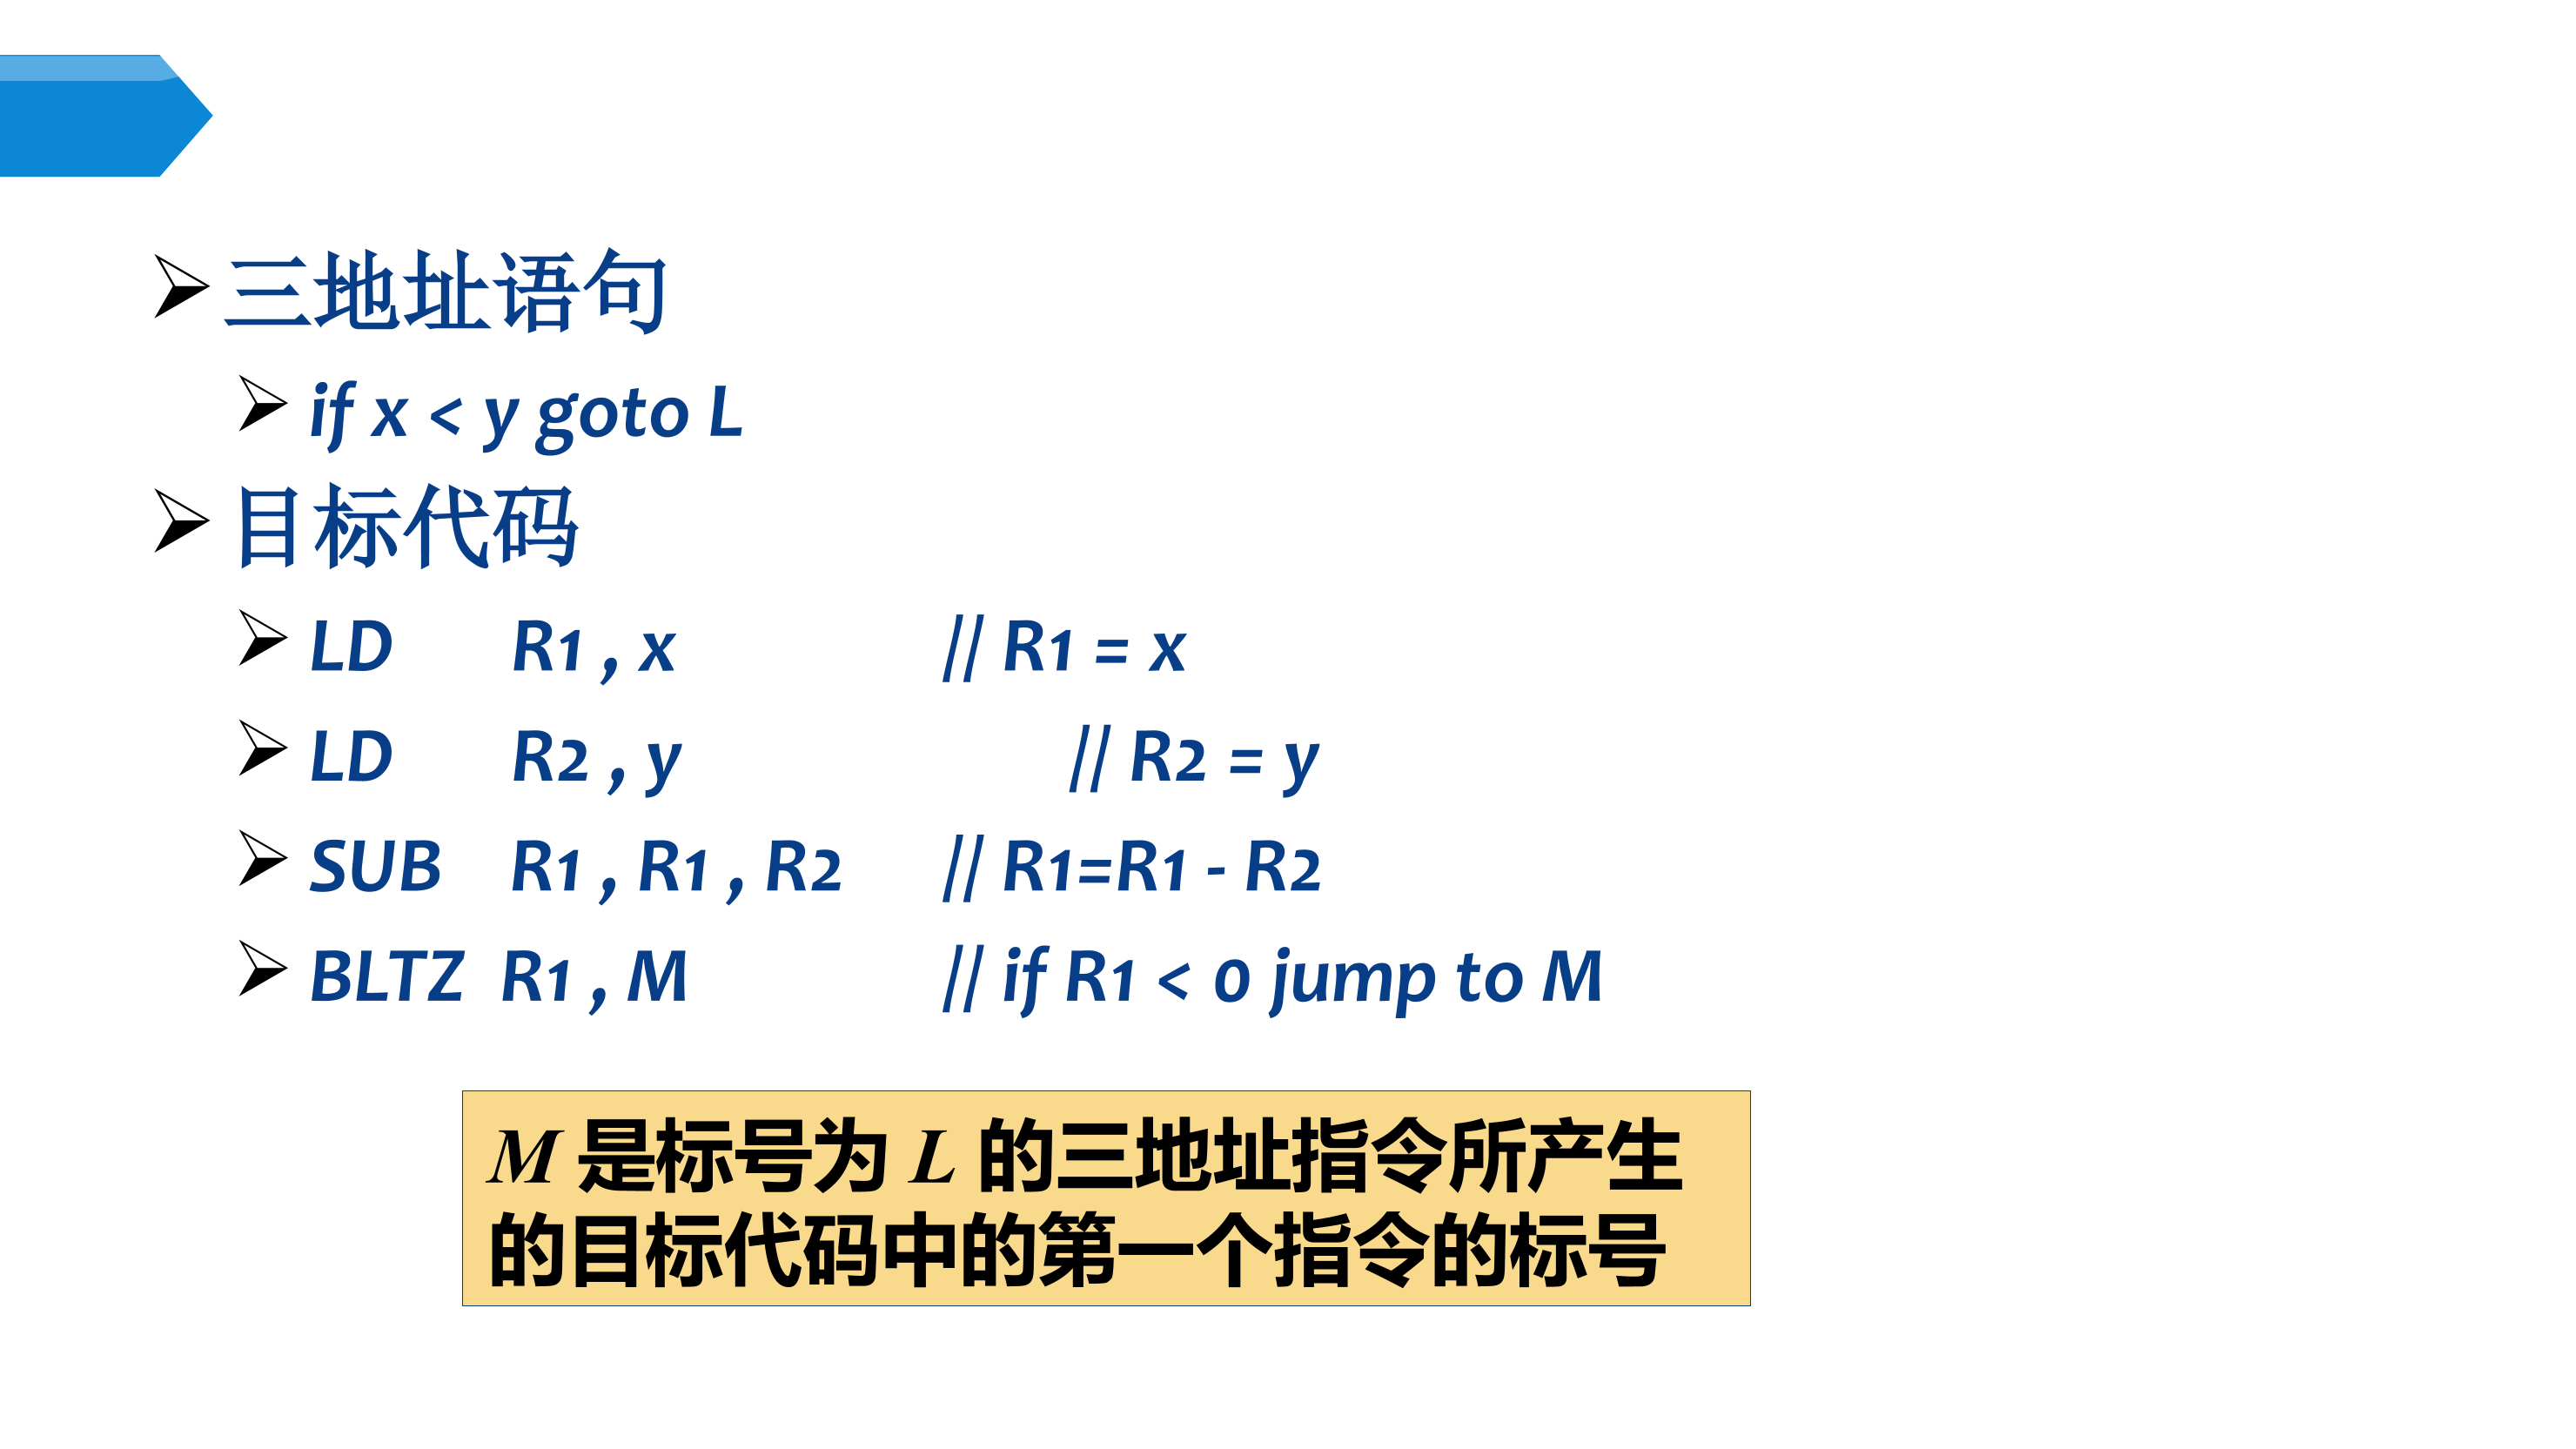 三地址语句
if x < y goto L
目标代码
LD R1 , x // R1 = x
LD R2 , y // R2 = y
SUB R1 , R1 , R2 // R1=R1 - R2
BLTZ R1 , M // if R1 < 0 jump to M
M 是标号为 L 的三地址指令所产生
的目标代码中的第一个指令的标号